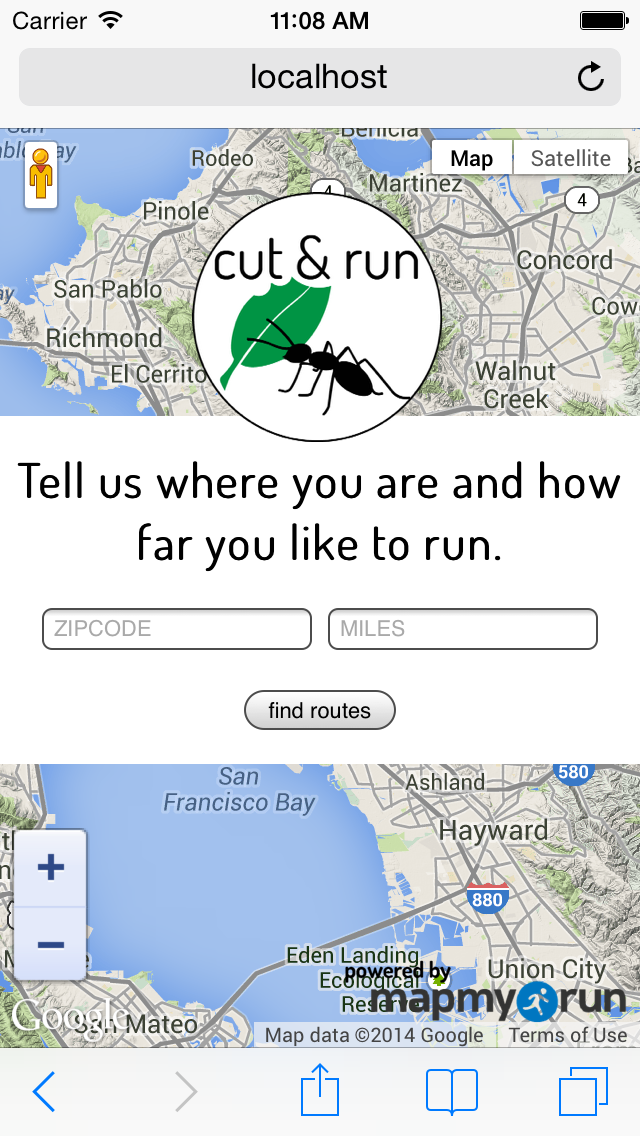 Carrier 11:08 AM
localhost
Benicia
Rodeo
Map Satellite
Martinez
4
4
Pinole
cut & run
Concord
San Pablo
Richmond
El Cerrito
Walnut
Creek
Tell us where you are and how
far you like to run.
ZIPCODE MILES
find routes
San
Francisco Bay
580
Ashland
Hayward
+
880
−
Eden Landing
Ecological
Reserve
powered by
Union City
mapmyrun
Google
San Mateo
Map data ©2014 Google Terms of Use